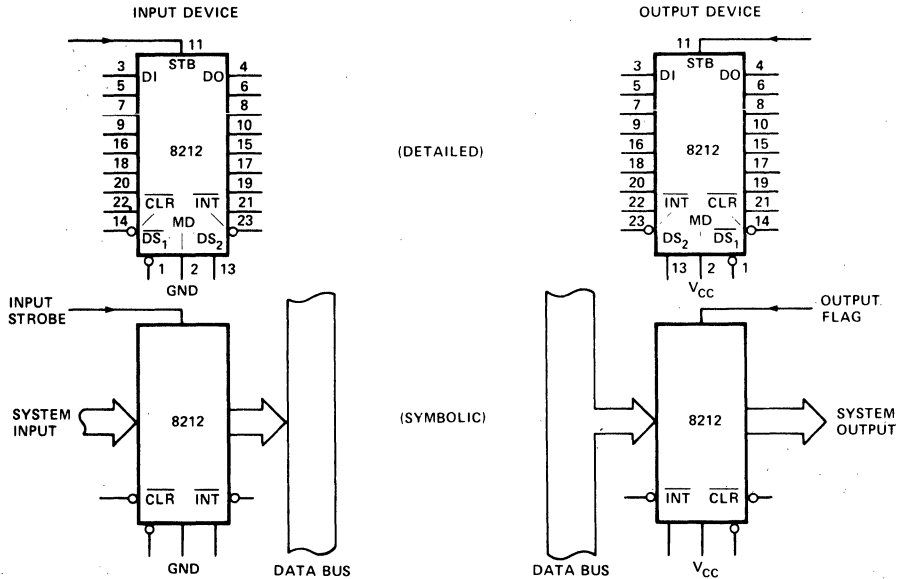 INPUT DEVICE
11
STB
3 DI DO 4
5 6
7 8
9 10
16 8212 15
18 17
20 19
22 CLR INT 21
14 MD 23
DS1 DS2
1 2 13
GND
OUTPUT DEVICE
11
STB
3 DI DO 4
5 6
7 8
9 10
16 8212 15
18 17
20 19
22 INT CLR 21
23 MD 14
DS2 DS1
13 2 1
VCC
(DETAILED)
INPUT
STROBE
SYSTEM
INPUT
8212
CLR INT
GND
DATA BUS
(SYMBOLIC)
OUTPUT
FLAG
8212
SYSTEM
OUTPUT
INT CLR
DATA BUS
VCC